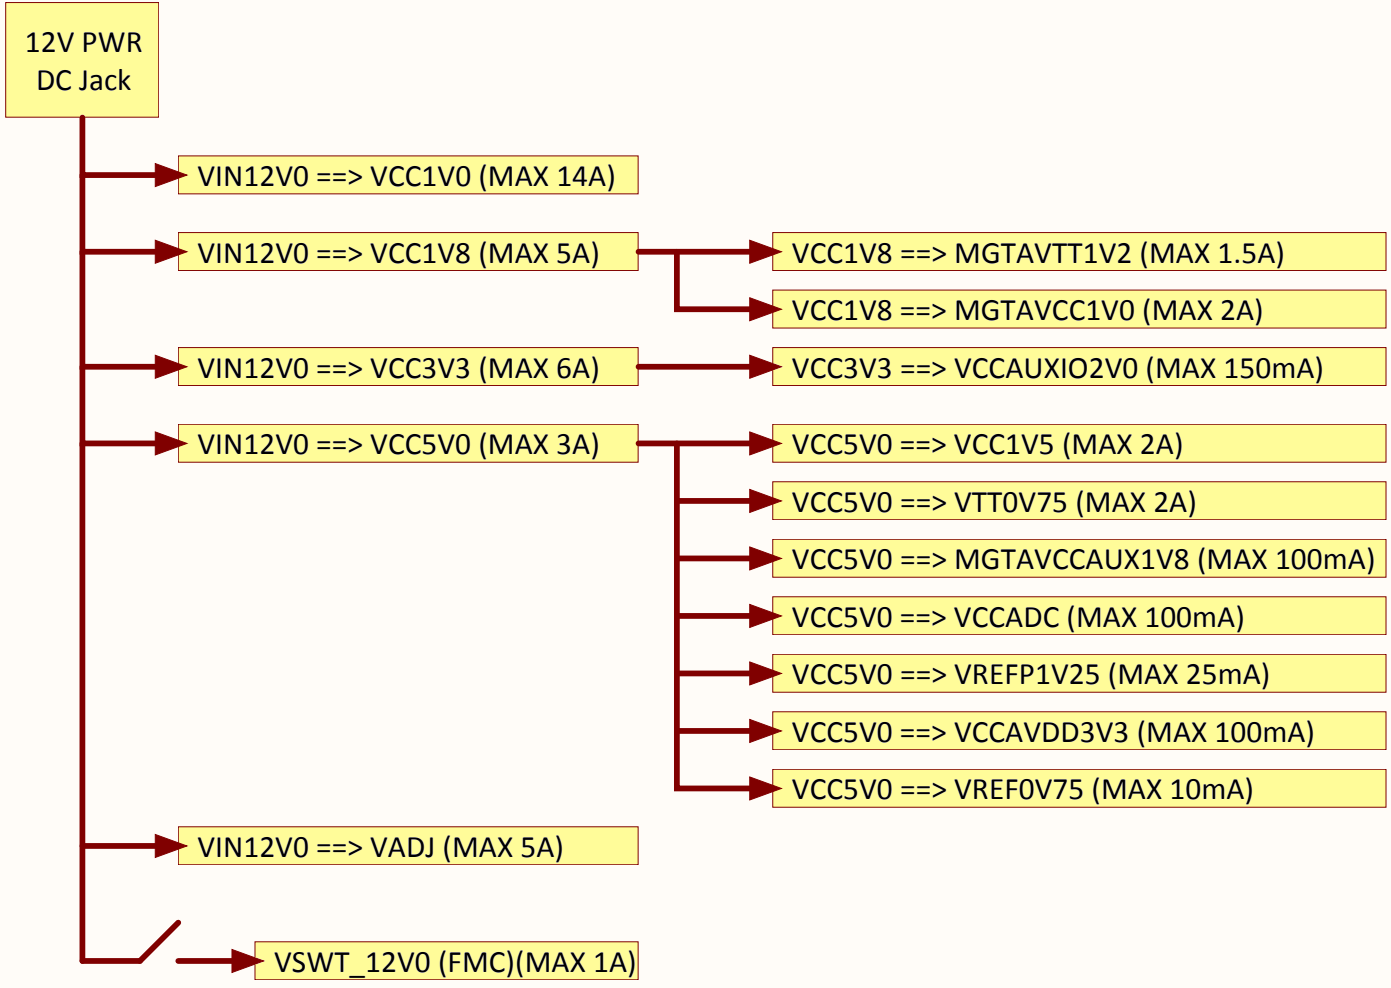 12V PWR
DC Jack
VIN12V0 ==> VCC1V0 (MAX 14A)
VIN12V0 ==> VCC1V8 (MAX 5A)
VCC1V8 ==> MGTAVTT1V2 (MAX 1.5A)
VCC1V8 ==> MGTAVCC1V0 (MAX 2A)
VIN12V0 ==> VCC3V3 (MAX 6A)
VCC3V3 ==> VCCAUXIO2V0 (MAX 150mA)
VIN12V0 ==> VCC5V0 (MAX 3A)
VCC5V0 ==> VCC1V5 (MAX 2A)
VCC5V0 ==> VTT0V75 (MAX 2A)
VCC5V0 ==> MGTAVCCAUX1V8 (MAX 100mA)
VCC5V0 ==> VCCADC (MAX 100mA)
VCC5V0 ==> VREFP1V25 (MAX 25mA)
VCC5V0 ==> VCCAVDD3V3 (MAX 100mA)
VCC5V0 ==> VREF0V75 (MAX 10mA)
VIN12V0 ==> VADJ (MAX 5A)
VSWT_12V0 (FMC)(MAX 1A)